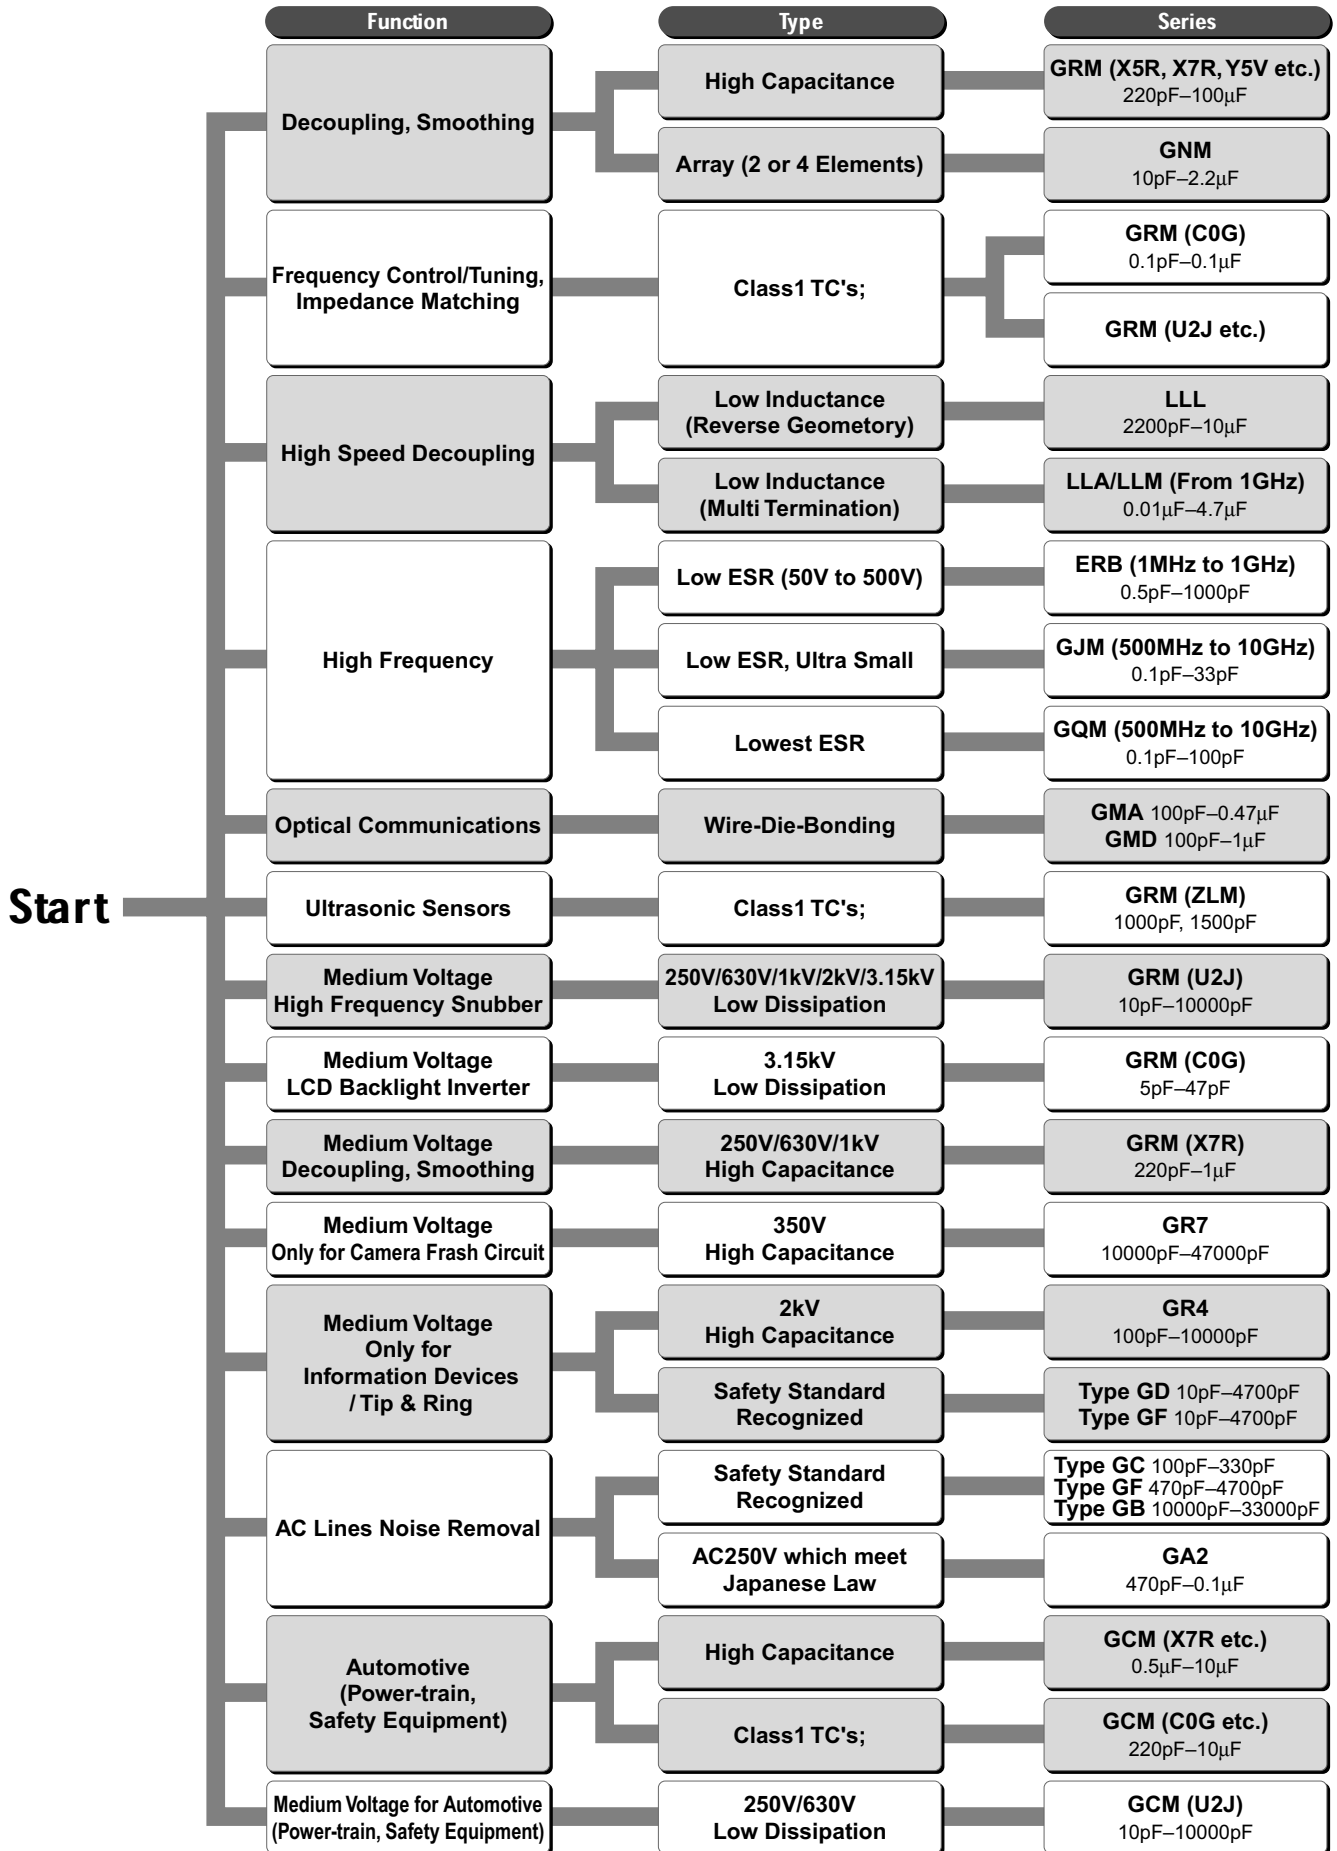 Function
Type
Series
Decoupling, Smoothing
High Capacitance
GRM (X5R, X7R, Y5V etc.)
220pF–100μF
Array (2 or 4 Elements)
GNM
10pF–2.2μF
Frequency Control/Tuning,
Impedance Matching
Class1 TC's;
GRM (C0G)
0.1pF–0.1μF
GRM (U2J etc.)
High Speed Decoupling
Low Inductance
(Reverse Geometory)
LLL
2200pF–10μF
Low Inductance
(Multi Termination)
LLA/LLM (From 1GHz)
0.01μF–4.7μF
High Frequency
Low ESR (50V to 500V)
ERB (1MHz to 1GHz)
0.5pF–1000pF
Low ESR, Ultra Small
GJM (500MHz to 10GHz)
0.1pF–33pF
Lowest ESR
GQM (500MHz to 10GHz)
0.1pF–100pF
Optical Communications
Wire-Die-Bonding
GMA 100pF–0.47μF
GMD 100pF–1μF
Start
Ultrasonic Sensors
Class1 TC's;
GRM (ZLM)
1000pF, 1500pF
Medium Voltage
High Frequency Snubber
250V/630V/1kV/2kV/3.15kV
Low Dissipation
GRM (U2J)
10pF–10000pF
Medium Voltage
LCD Backlight Inverter
3.15kV
Low Dissipation
GRM (C0G)
5pF–47pF
Medium Voltage
Decoupling, Smoothing
250V/630V/1kV
High Capacitance
GRM (X7R)
220pF–1μF
Medium Voltage
Only for Camera Frash Circuit
350V
High Capacitance
GR7
10000pF–47000pF
Medium Voltage
Only for
Information Devices
/ Tip & Ring
2kV
High Capacitance
GR4
100pF–10000pF
Safety Standard
Recognized
Type GD 10pF–4700pF
Type GF 10pF–4700pF
AC Lines Noise Removal
Safety Standard
Recognized
Type GC 100pF–330pF
Type GF 470pF–4700pF
Type GB 10000pF–33000pF
AC250V which meet
Japanese Law
GA2
470pF–0.1μF
Automotive
(Power-train,
Safety Equipment)
High Capacitance
GCM (X7R etc.)
0.5μF–10μF
Class1 TC's;
GCM (C0G etc.)
220pF–10μF
Medium Voltage for Automotive
(Power-train, Safety Equipment)
250V/630V
Low Dissipation
GCM (U2J)
10pF–10000pF